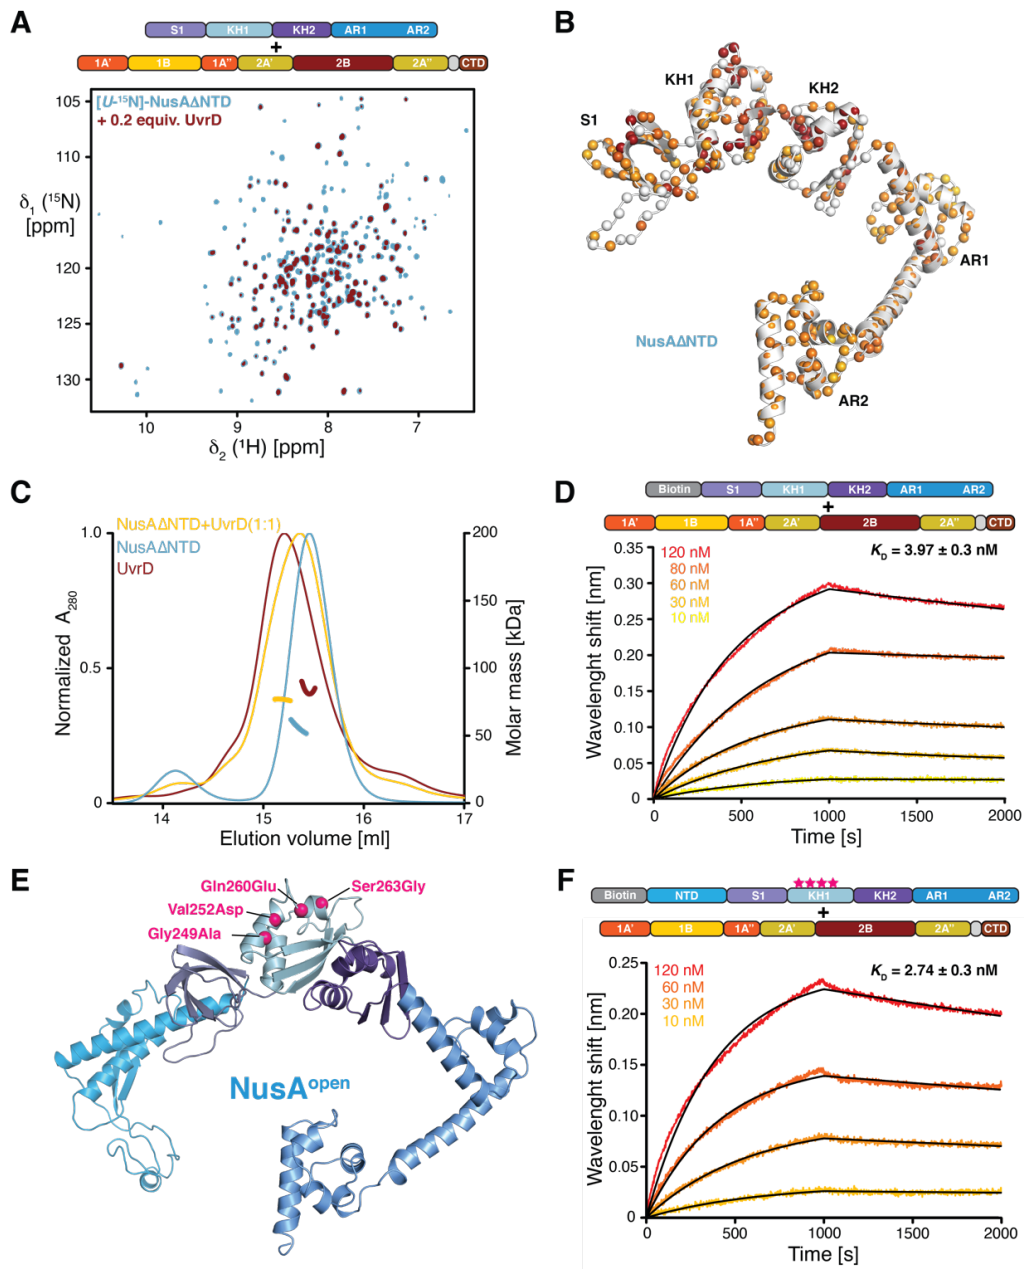 A
S1 KH1 KH2 AR1 AR2
+
1A' 1B 1A" 2A' 2B 2A" CTD
[U-¹⁵N]-NusAΔNTD
+ 0.2 equiv. UvrD
105
110
120
125
130
δ₁ (¹⁵N)
[ppm]
10 9 8 7
δ₂ (¹H) [ppm]
B
KH1
KH2
S1
AR1
NusAΔNTD
AR2
C
NusAΔNTD+UvrD(1:1)
NusAΔNTD
UvrD
1.0
0.5
0
Normalized A₂₈₀
200
150
100
50
0
Molar mass [kDa]
14 15 16 17
Elution volume [ml]
D
Biotin S1 KH1 KH2 AR1 AR2
+
1A' 1B 1A" 2A' 2B 2A" CTD
K_D = 3.97 ± 0.3 nM
120 nM
80 nM
60 nM
30 nM
10 nM
0.35
0.30
0.25
0.20
0.15
0.10
0.05
0
Wavelenght shift [nm]
0 500 1000 1500 2000
Time [s]
E
Gln260Glu
Ser263Gly
Val252Asp
Gly249Ala
NusAᵒᵖᵉⁿ
F
Biotin NTD S1 KH1 KH2 AR1 AR2
+
1A' 1B 1A" 2A' 2B 2A" CTD
K_D = 2.74 ± 0.3 nM
120 nM
60 nM
30 nM
10 nM
0.25
0.20
0.15
0.10
0.05
0
Wavelenght shift [nm]
0 500 1000 1500 2000
Time [s]